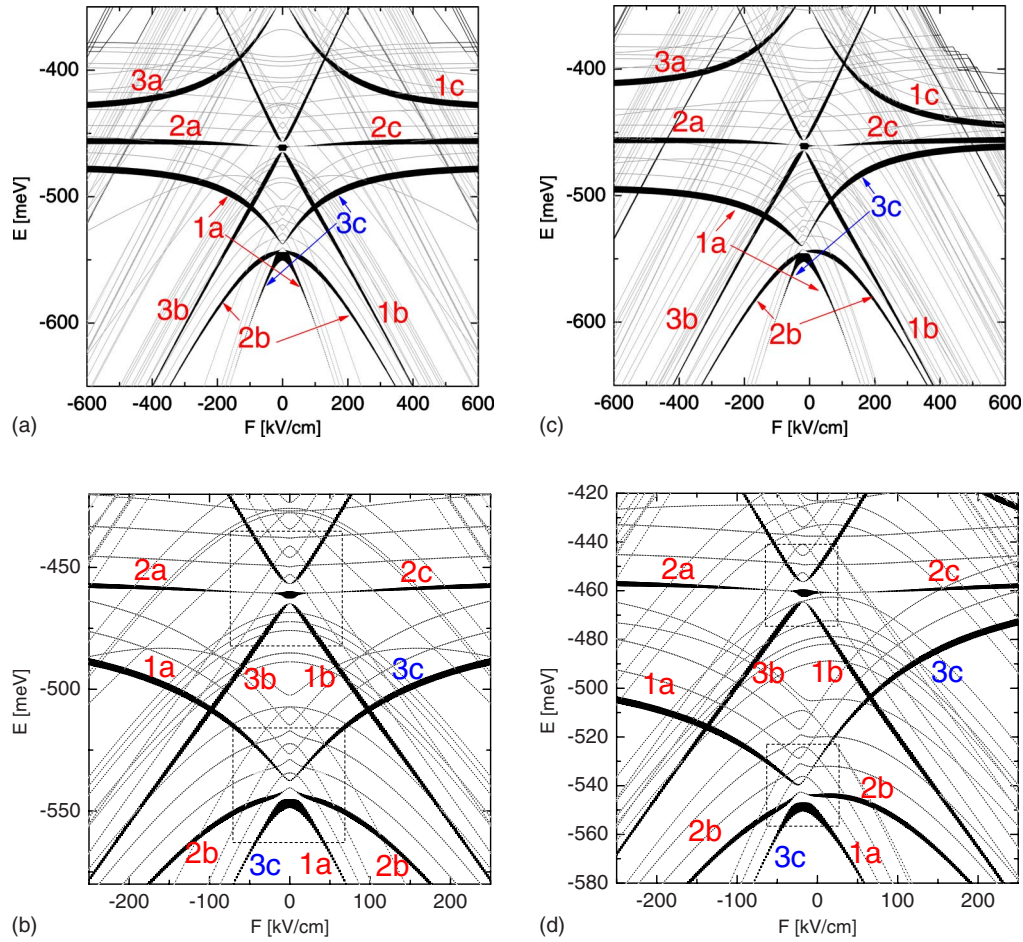 -400
-500
-600
E [meV]
3a
1c
2a
2c
1a
3c
3b
2b
1b
-600 -400 -200 0 200 400 600
F [kV/cm]
(a)
-400
-500
-600
E [meV]
3a
1c
2a
2c
3c
1a
3b
2b
1b
-600 -400 -200 0 200 400 600
F [kV/cm]
(c)
-450
-500
-550
E [meV]
2a
2c
1a
3b
1b
3c
2b
3c
1a
2b
-200 -100 0 100 200
F [kV/cm]
(b)
-420
-440
-460
-480
-500
-520
-540
-560
-580
E [meV]
2a
2c
1a
3b
1b
3c
2b
2b
3c
1a
-200 -100 0 100 200
F [kV/cm]
(d)